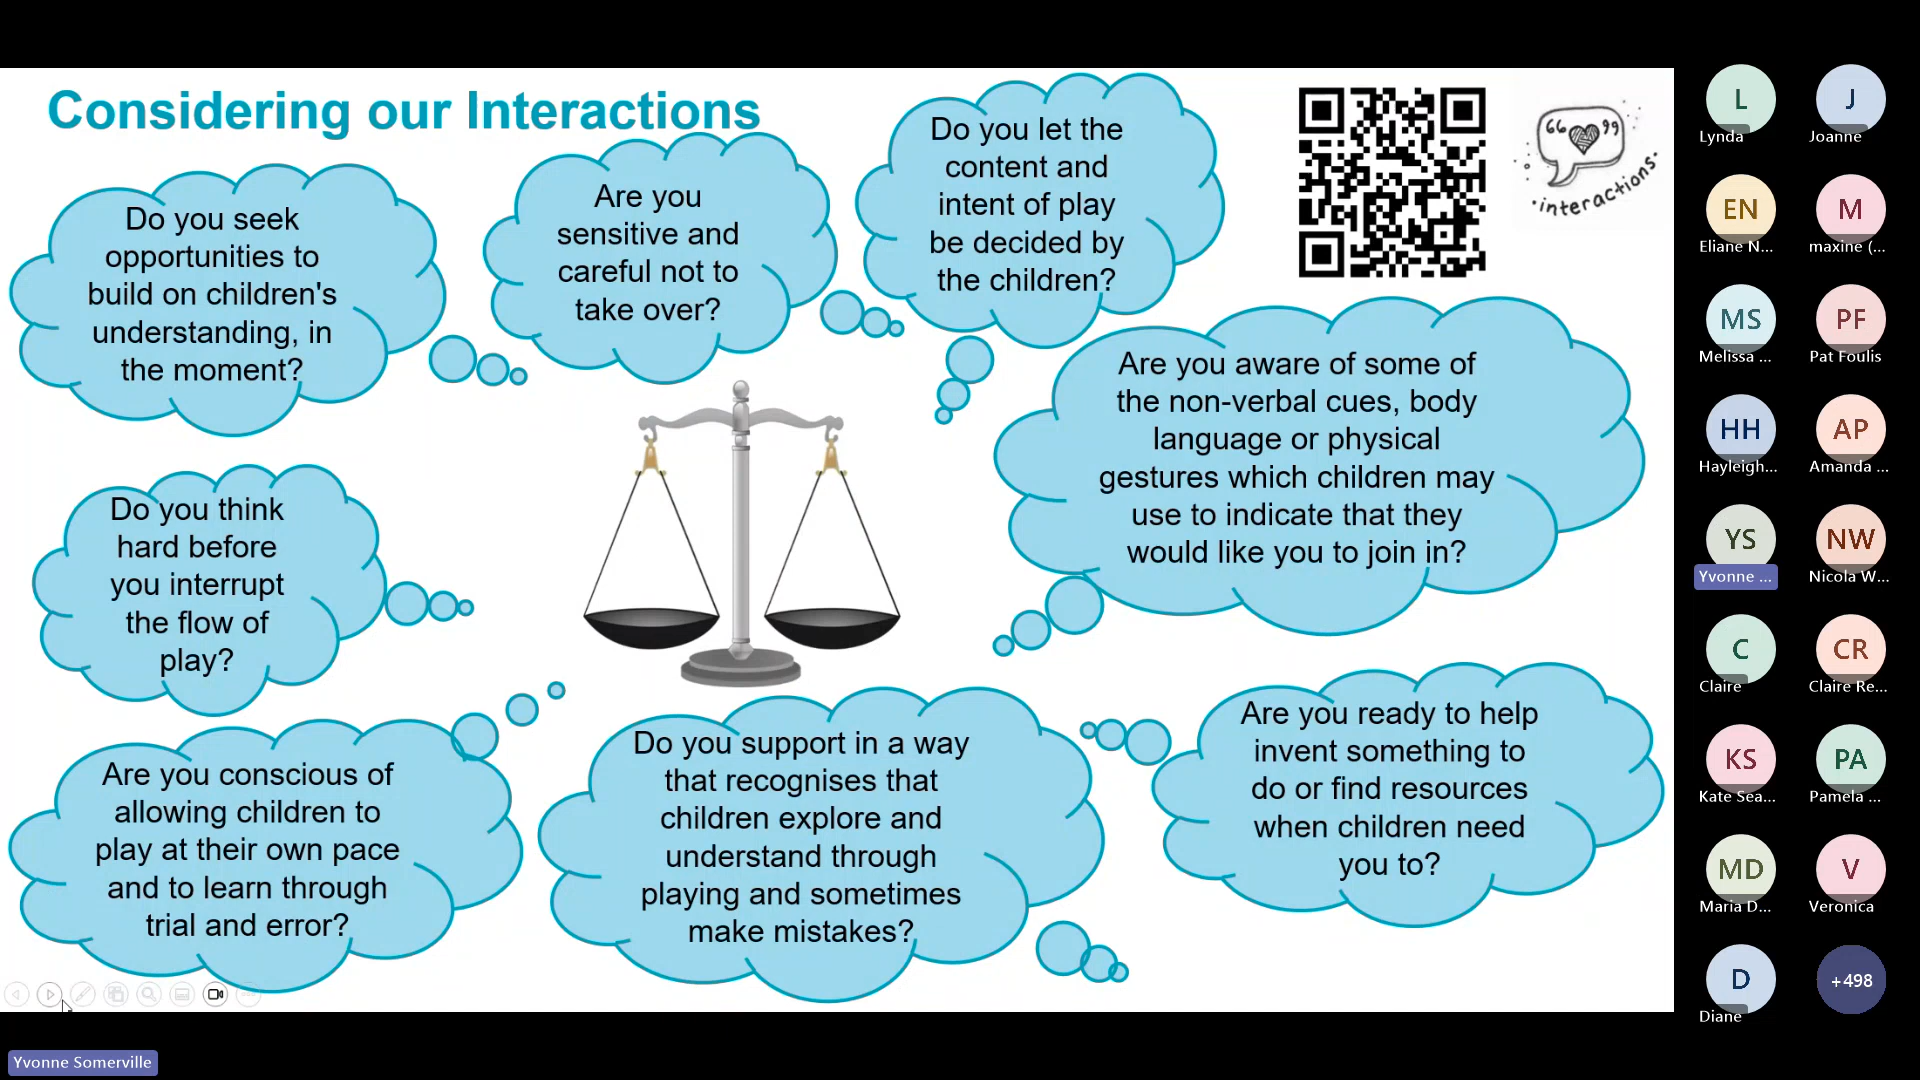 Considering our Interactions
Do you seek
opportunities to
build on children's
understanding, in
the moment?
Are you
sensitive and
careful not to
take over?
Do you let the
content and
intent of play
be decided by
the children?
“ ”
interactions
Are you aware of some of
the non-verbal cues, body
language or physical
gestures which children may
use to indicate that they
would like you to join in?
Do you think
hard before
you interrupt
the flow of
play?
Are you conscious of
allowing children to
play at their own pace
and to learn through
trial and error?
Do you support in a way
that recognises that
children explore and
understand through
playing and sometimes
make mistakes?
Are you ready to help
invent something to
do or find resources
when children need
you to?
L
Lynda
J
Joanne
EN
Eliane N...
M
maxine (...
MS
Melissa ...
PF
Pat Foulis
HH
Hayleigh...
AP
Amanda ...
YS
Yvonne ...
NW
Nicola W...
C
Claire
CR
Claire Re...
KS
Kate Sea...
PA
Pamela ...
MD
Maria D...
V
Veronica
D
Diane
+498
Yvonne Somerville